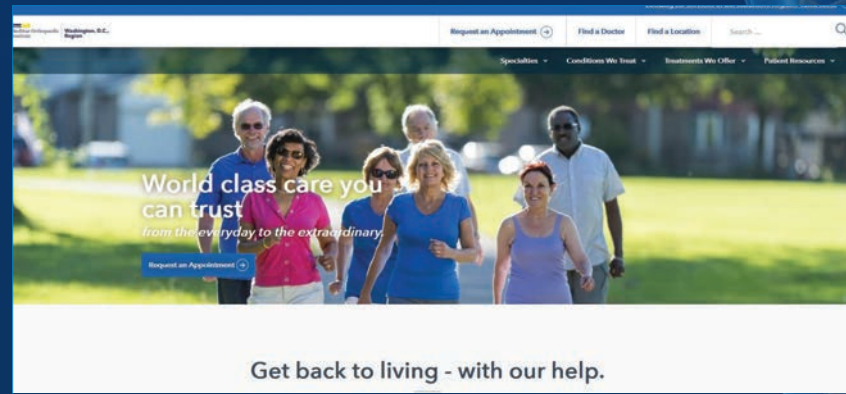 Request an Appointment
Find a Doctor
Find a Location
Search ...
Orthopaedic
Institute
Washington, D.C.,
Region
Specialties
Conditions We Treat
Treatments We Offer
Patient Resources
World class care you
can trust
from the everyday to the extraordinary.
Request an Appointment
Get back to living - with our help.